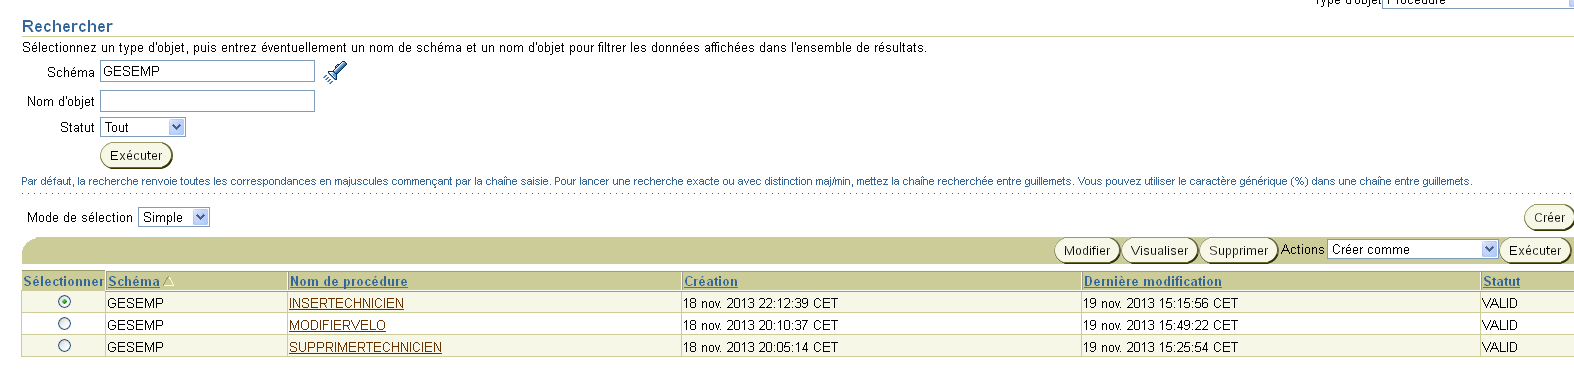 Type d'objet Procédure
Rechercher
Sélectionnez un type d'objet, puis entrez éventuellement un nom de schéma et un nom d'objet pour filtrer les données affichées dans l'ensemble de résultats.
Schéma GESEMP
Nom d'objet
Statut Tout
Exécuter
Par défaut, la recherche renvoie toutes les correspondances en majuscules commençant par la chaîne saisie. Pour lancer une recherche exacte ou avec distinction maj/min, mettez la chaîne recherchée entre guillemets. Vous pouvez utiliser le caractère générique (%) dans une chaîne entre guillemets.
Mode de sélection Simple
Créer
Modifier Visualiser Supprimer Actions Créer comme Exécuter
Sélectionner Schéma Nom de procédure Création Dernière modification Statut
GESEMP INSERTECHNICIEN 18 nov. 2013 22:12:39 CET 19 nov. 2013 15:15:56 CET VALID
GESEMP MODIFIERVELO 18 nov. 2013 20:10:37 CET 19 nov. 2013 15:49:22 CET VALID
GESEMP SUPPRIMERTECHNICIEN 18 nov. 2013 20:05:14 CET 19 nov. 2013 15:25:54 CET VALID